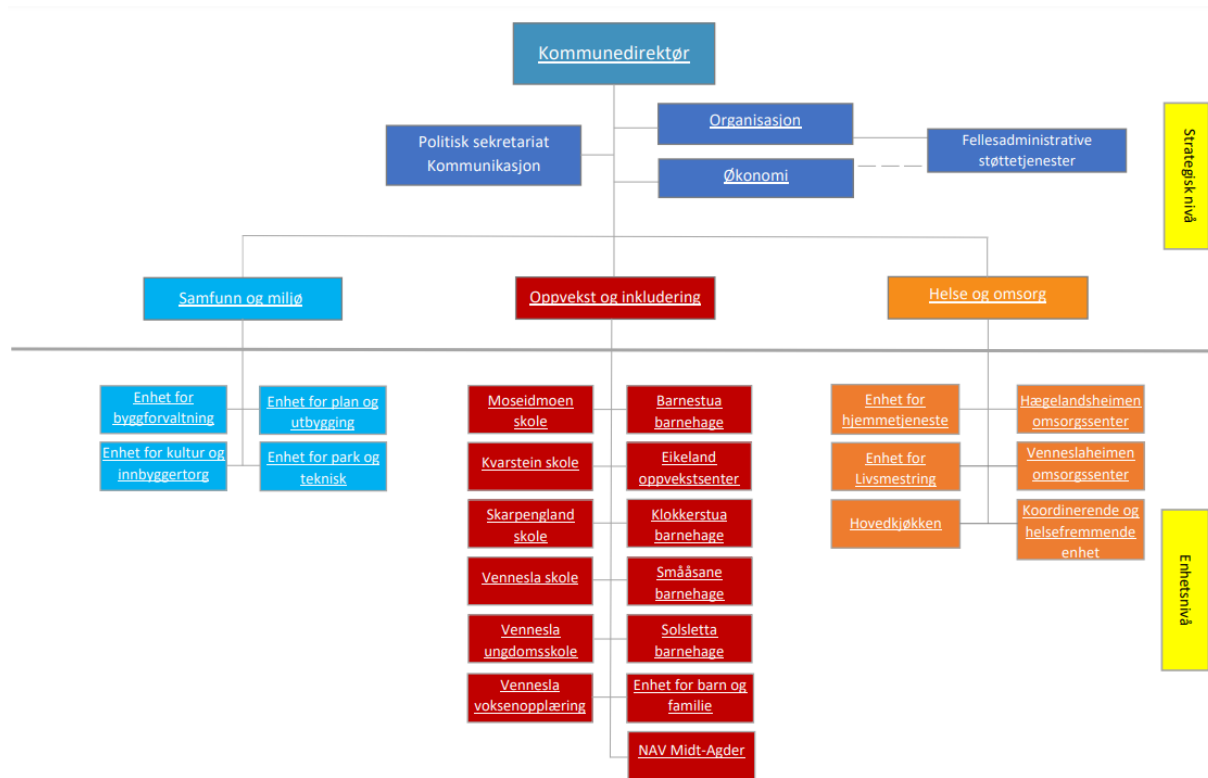 Kommunedirektør
Organisasjon
Politisk sekretariat
Kommunikasjon
Fellesadministrative
støttetjenester
Økonomi
Strategisk nivå
Samfunn og miljø
Oppvekst og inkludering
Helse og omsorg
Enhet for
byggforvaltning
Enhet for plan og
utbygging
Enhet for kultur og
innbyggertorg
Enhet for park og
teknisk
Moseidmoen
skole
Barnestua
barnehage
Kvarstein skole
Eikeland
oppvekstsenter
Skarpengland
skole
Klokkerstua
barnehage
Vennesla skole
Smååsane
barnehage
Vennesla
ungdomsskole
Solsletta
barnehage
Vennesla
voksenopplæring
Enhet for barn og
familie
NAV Midt-Agder
Enhet for
hjemmetjeneste
Hægelandsheimen
omsorgssenter
Enhet for
Livsmestring
Venneslaheimen
omsorgssenter
Hovedkjøkken
Koordinerende og
helsefremmende
enhet
Enhetsnivå